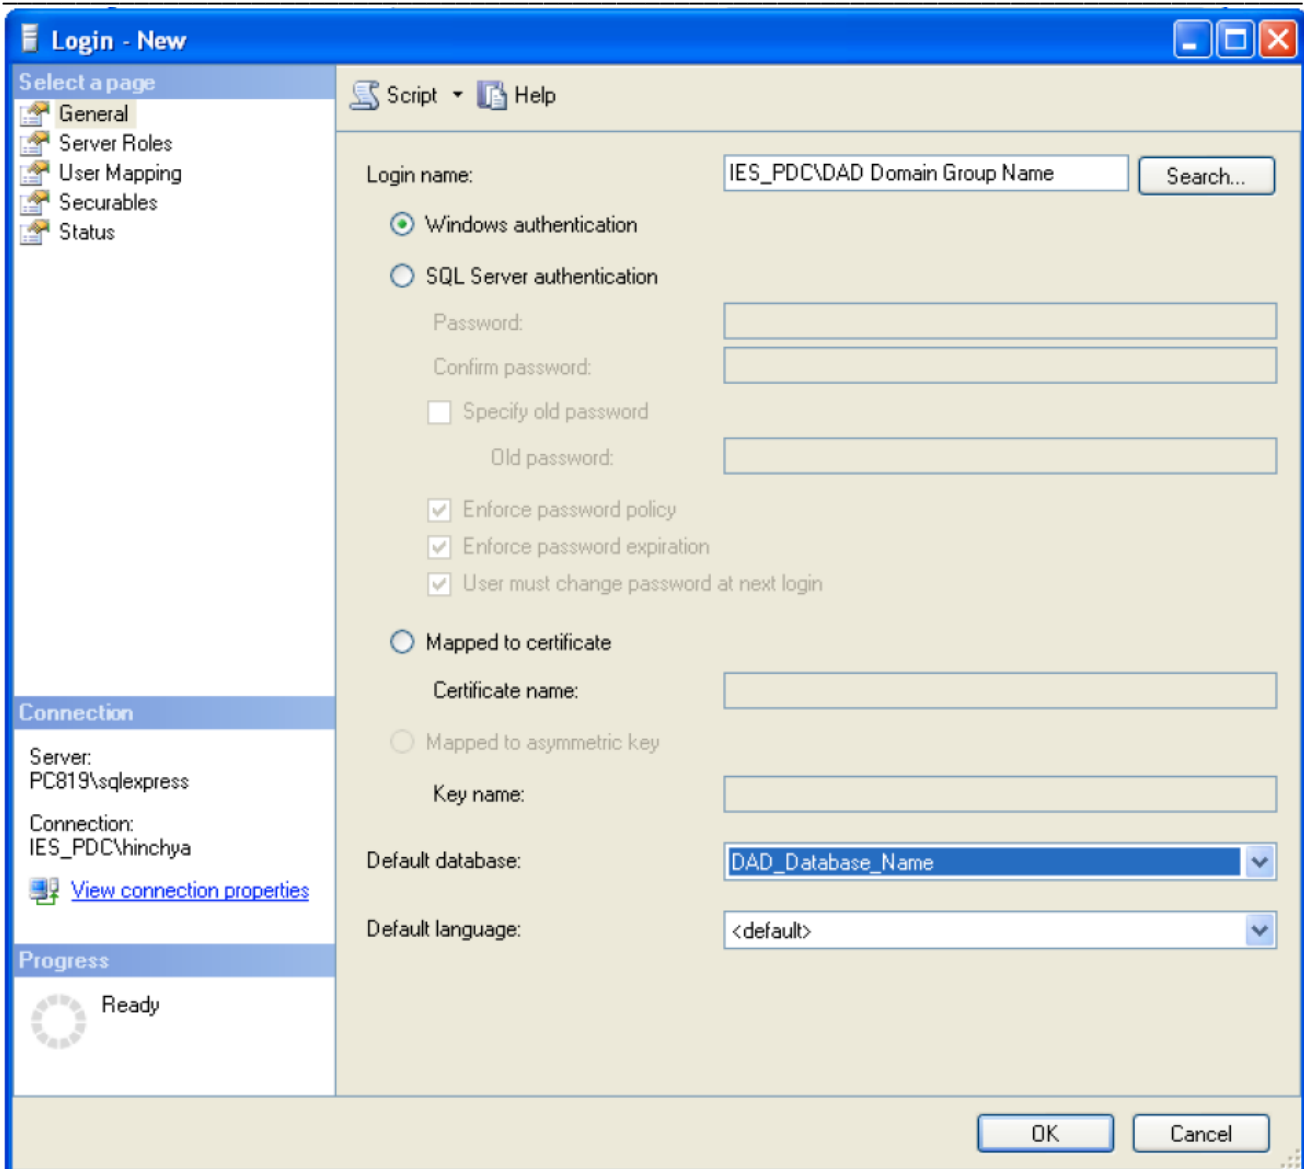 Login - New
Select a page
General
Server Roles
User Mapping
Securables
Status
Connection
Server:
PC819\sqlexpress
Connection:
IES_PDC\hinchya
View connection properties
Progress
Ready
Script Help
Login name: IES_PDC\DAD Domain Group Name Search...
Windows authentication
SQL Server authentication
Password:
Confirm password:
Specify old password
Old password:
Enforce password policy
Enforce password expiration
User must change password at next login
Mapped to certificate
Certificate name:
Mapped to asymmetric key
Key name:
Default database: DAD_Database_Name
Default language: <default>
OK Cancel